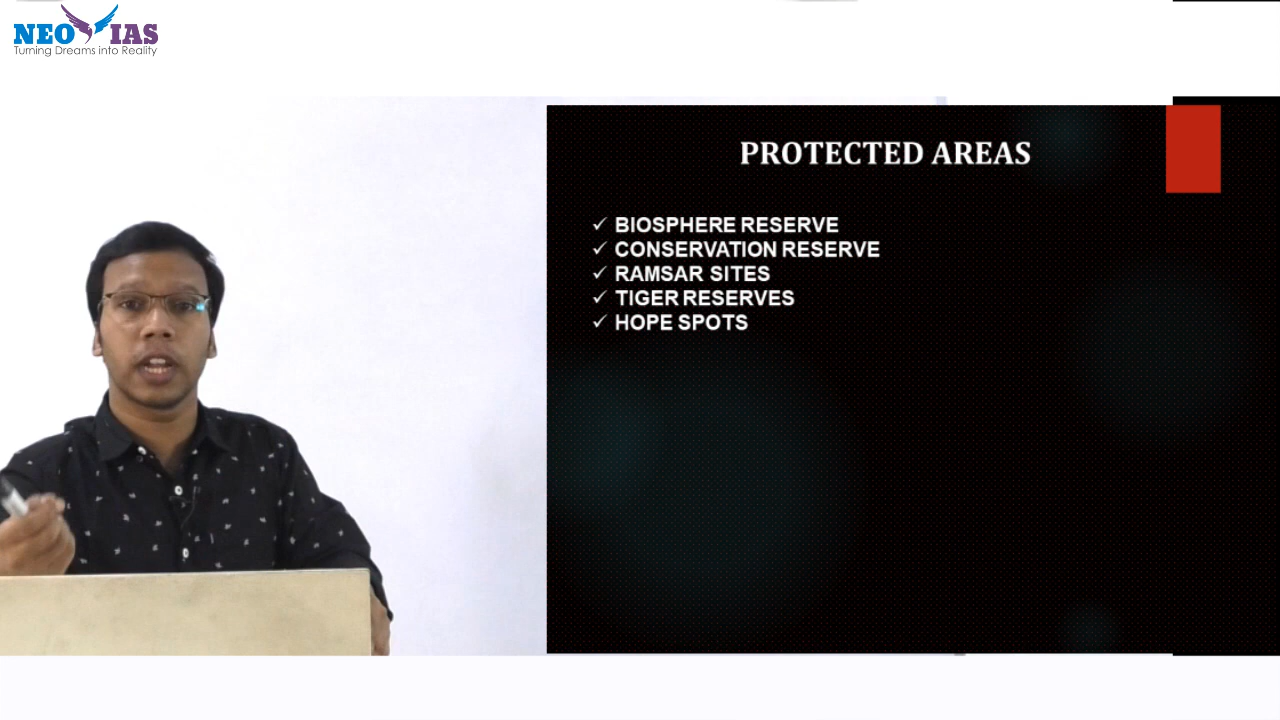 NEO IAS
Turning Dreams into Reality
PROTECTED AREAS
✓ BIOSPHERE RESERVE
✓ CONSERVATION RESERVE
✓ RAMSAR SITES
✓ TIGER RESERVES
✓ HOPE SPOTS